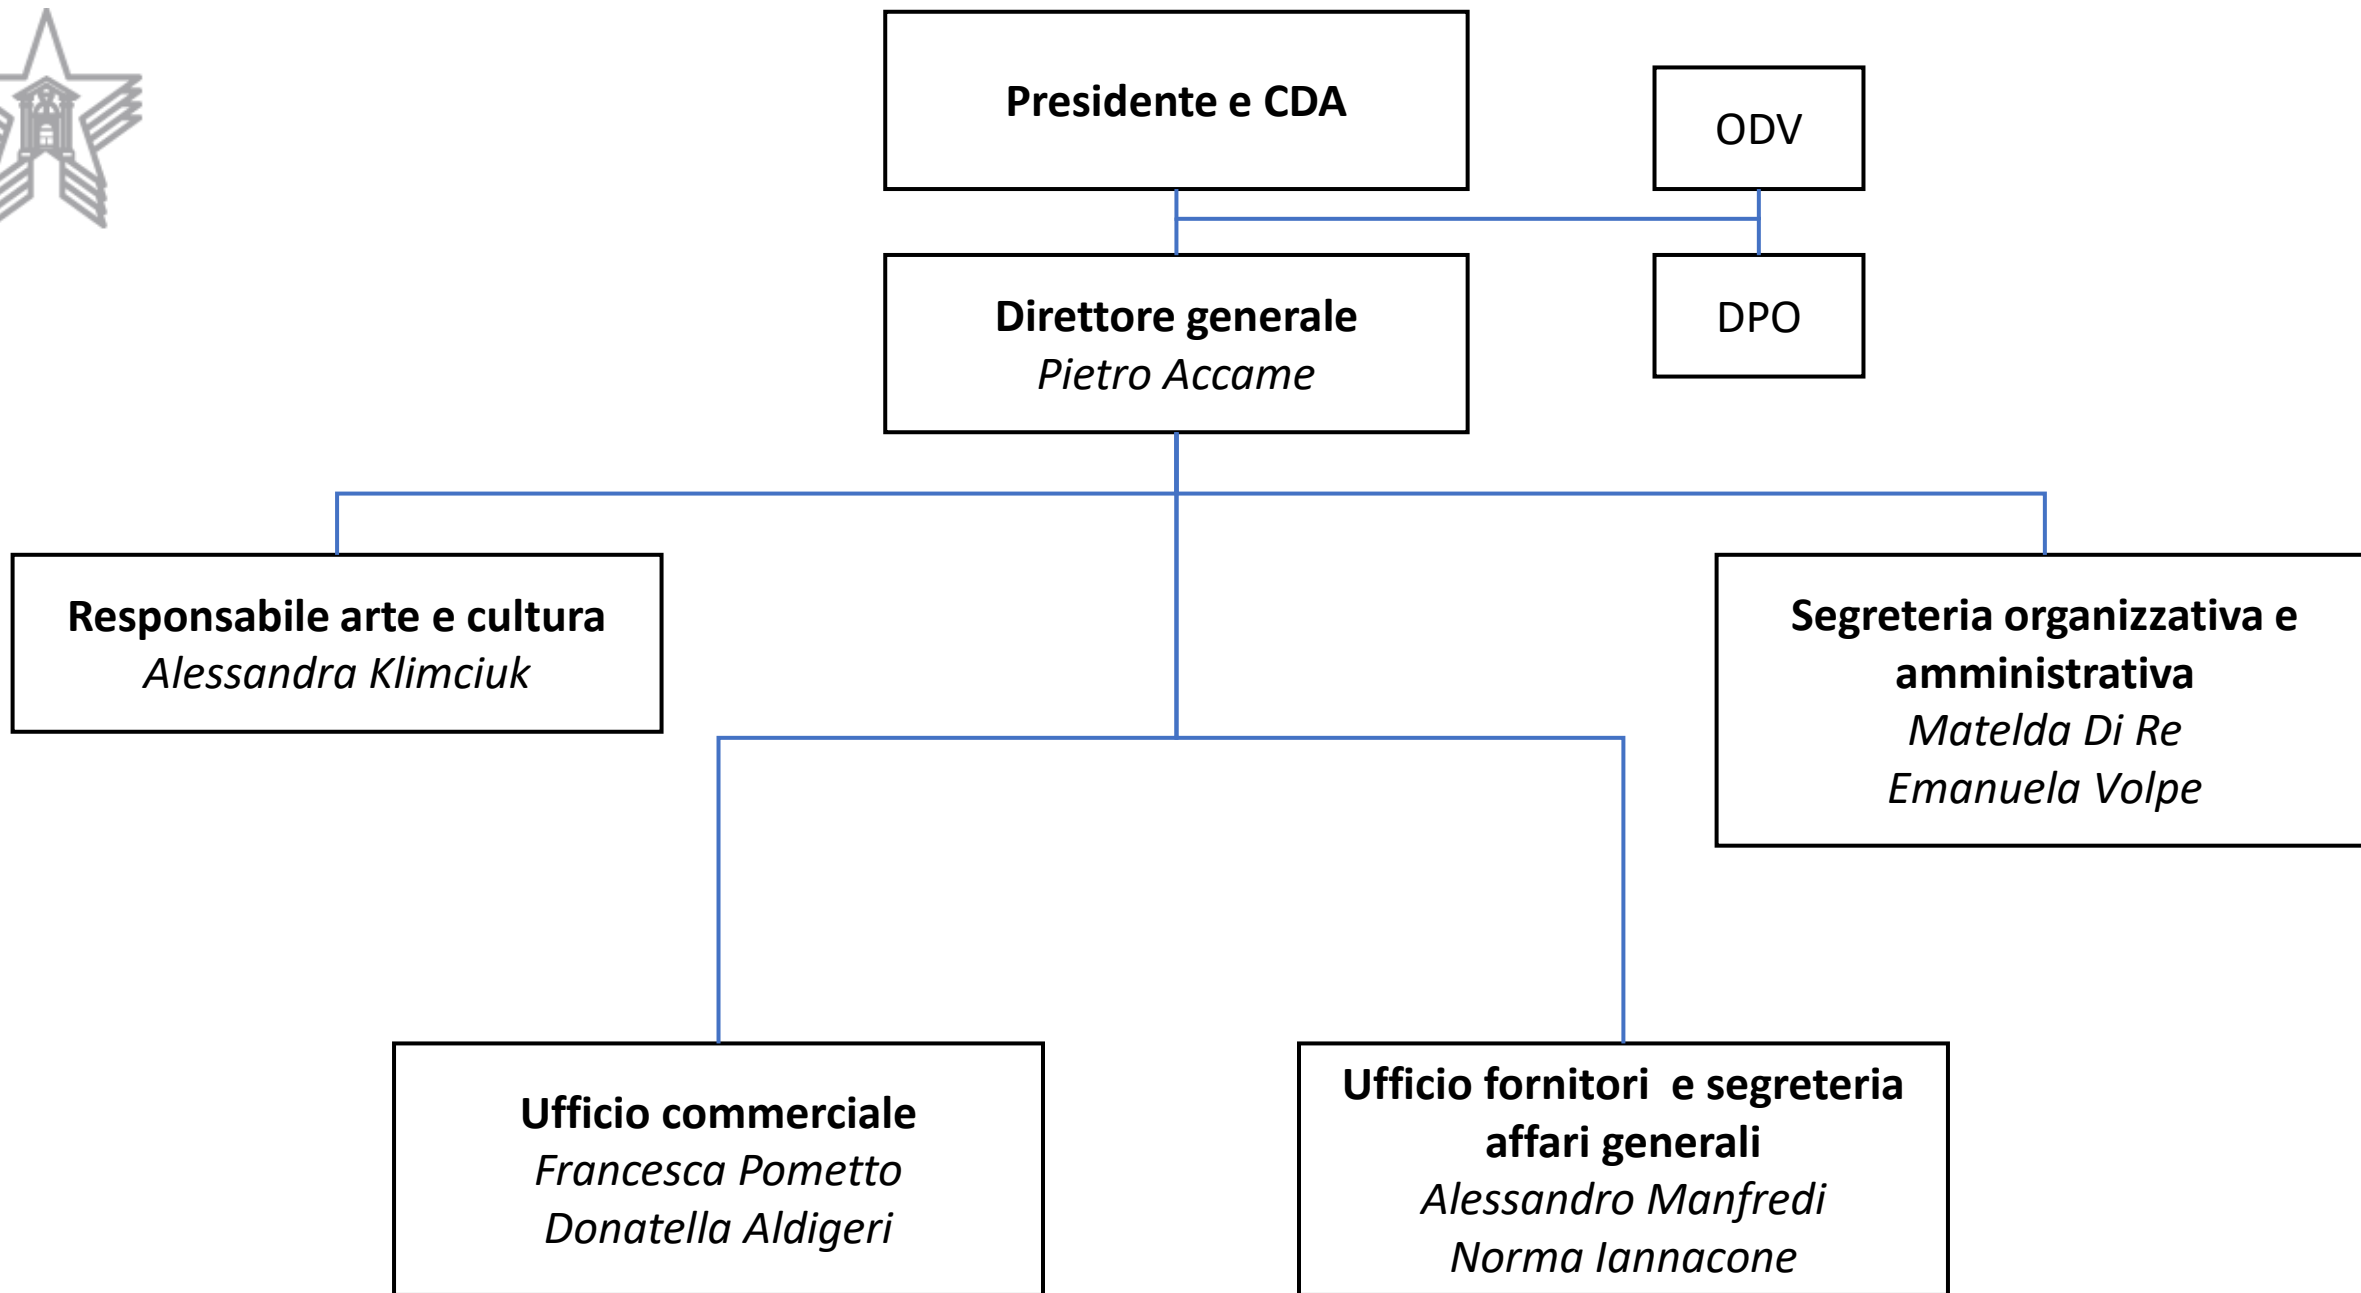 Presidente e CDA
ODV
Direttore generale
Pietro Accame
DPO
Responsabile arte e cultura
Alessandra Klimciuk
Segreteria organizzativa e
amministrativa
Matelda Di Re
Emanuela Volpe
Ufficio commerciale
Francesca Pometto
Donatella Aldigeri
Ufficio fornitori  e segreteria
affari generali
Alessandro Manfredi
Norma Iannacone